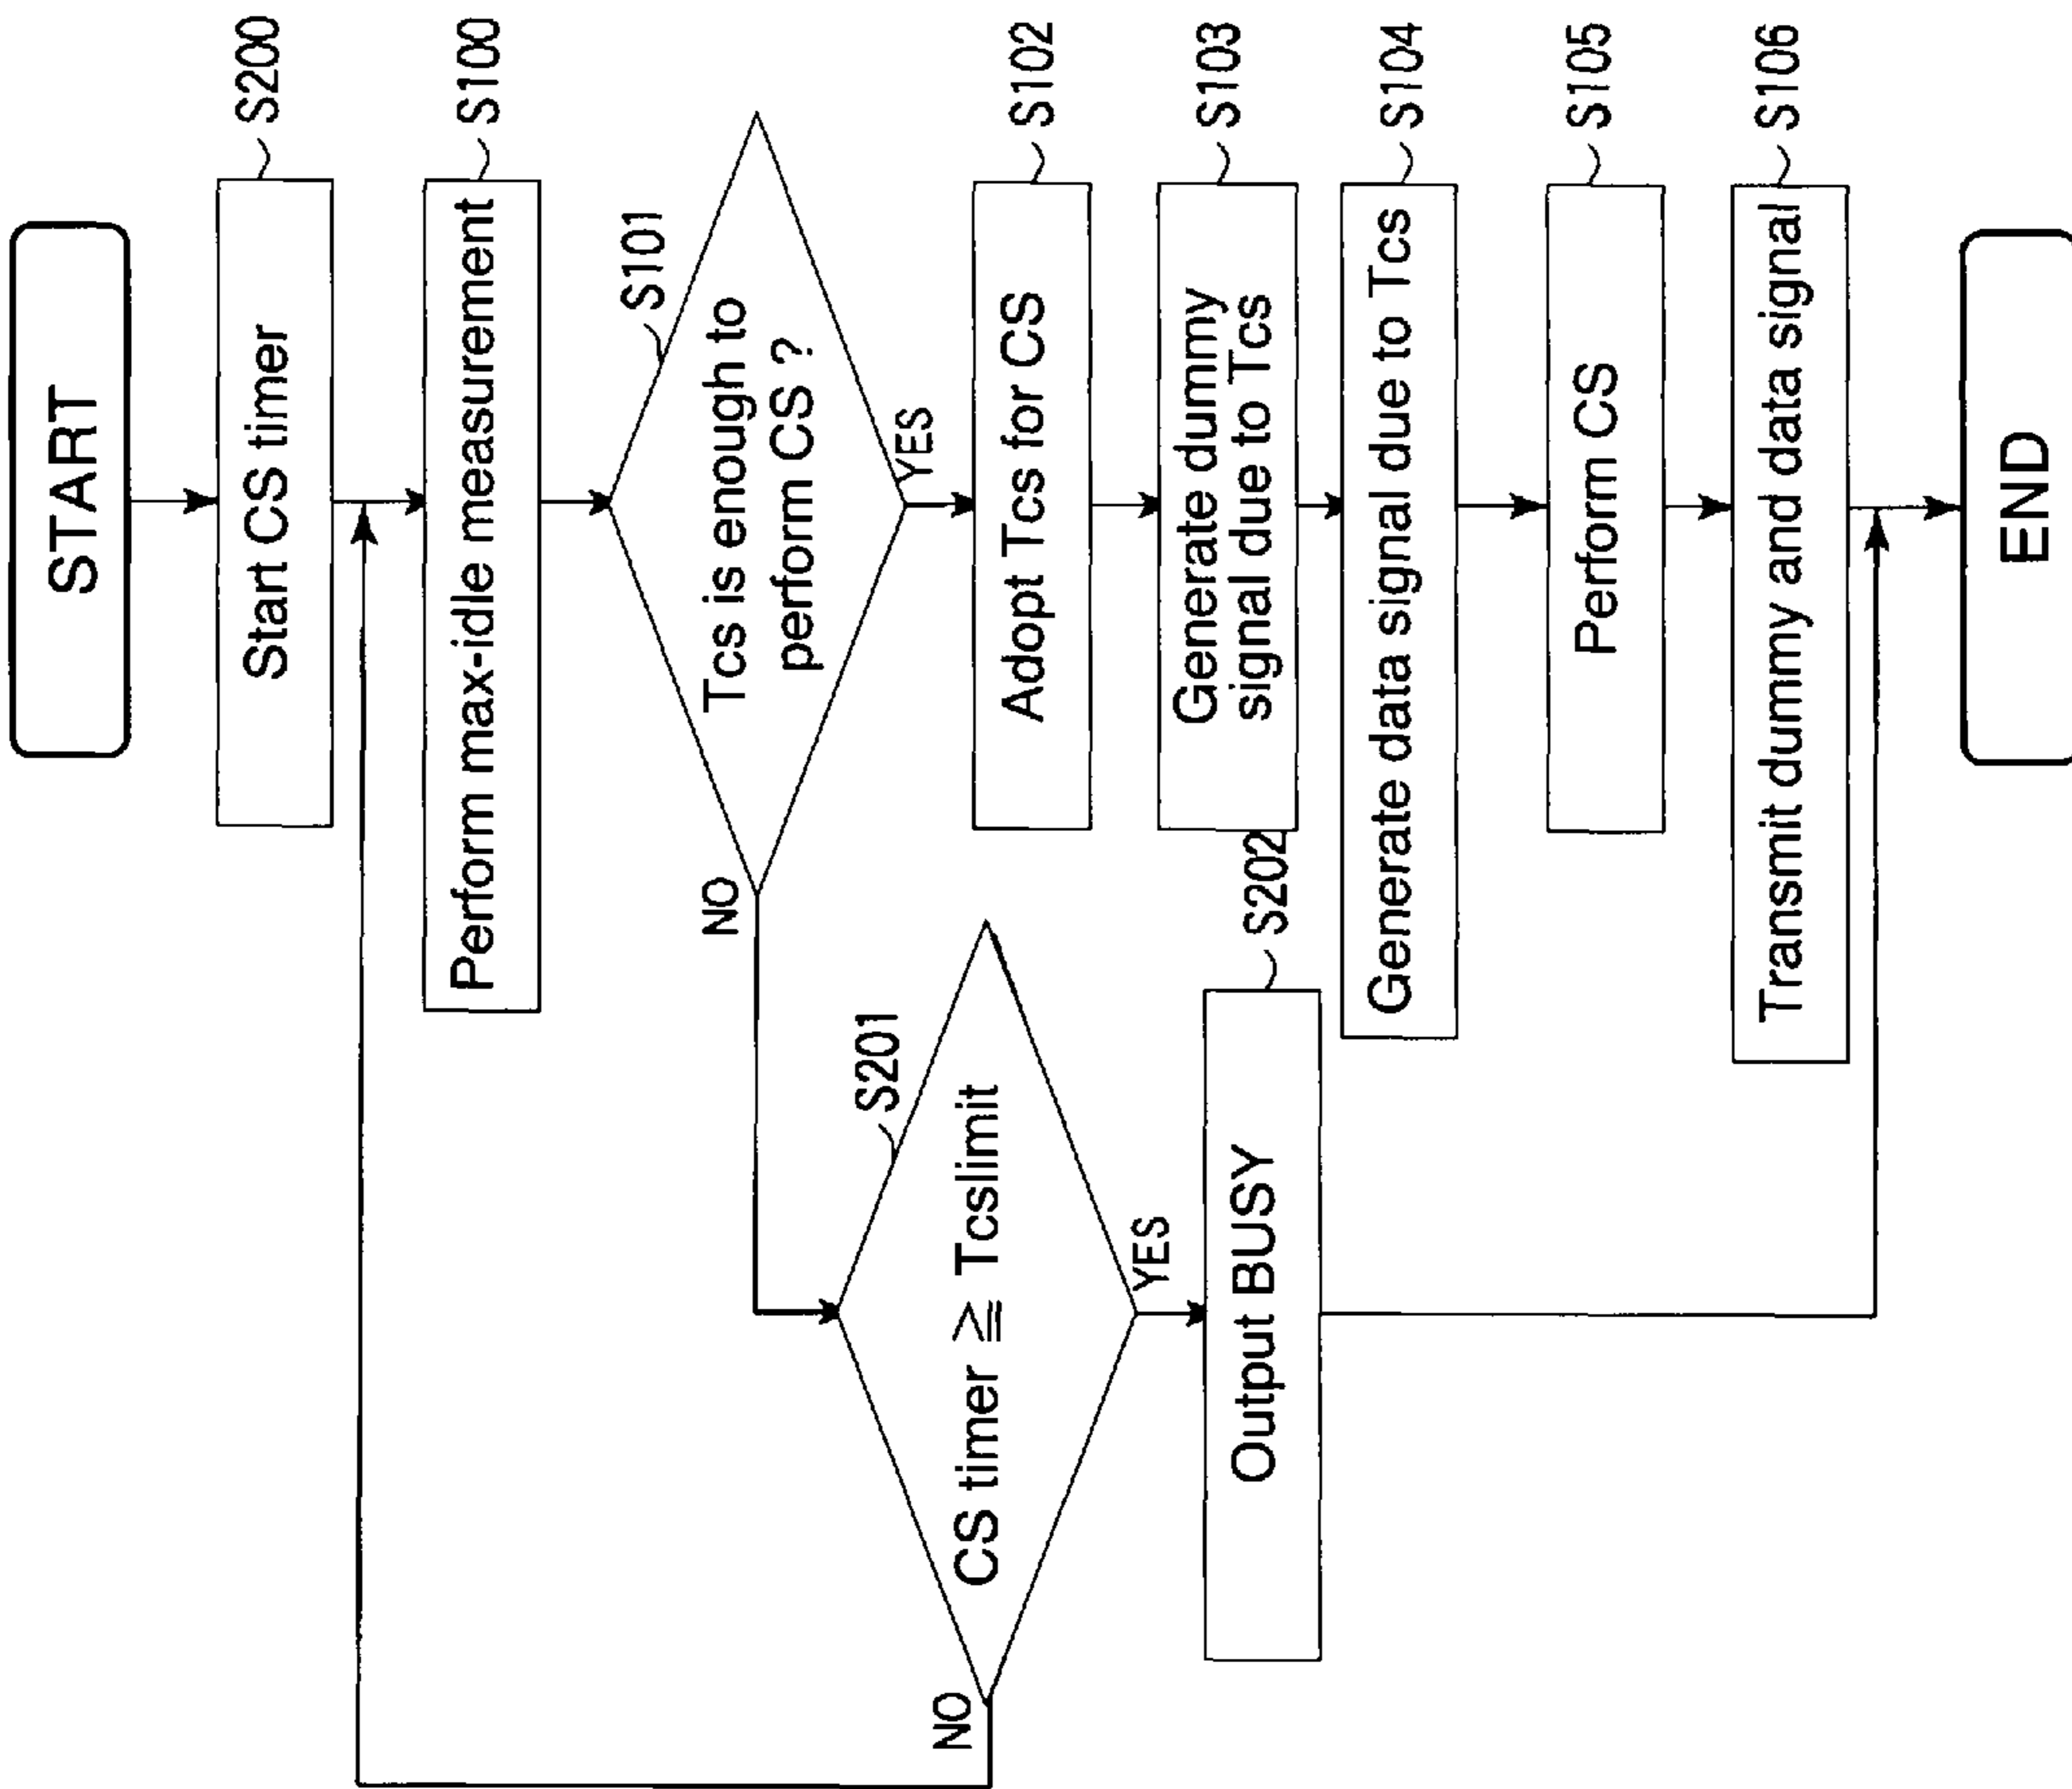 START
Start CS timer
S200
Perform max-idle measurement
S100
Tcs is enough to
perform CS ?
S101
NO
YES
CS timer ≧ Tcslimit
S201
NO
YES
Output BUSY
S202
Adopt Tcs for CS
S102
Generate dummy
signal due to Tcs
S103
Generate data signal due to Tcs
S104
Perform CS
S105
Transmit dummy and data signal
S106
END